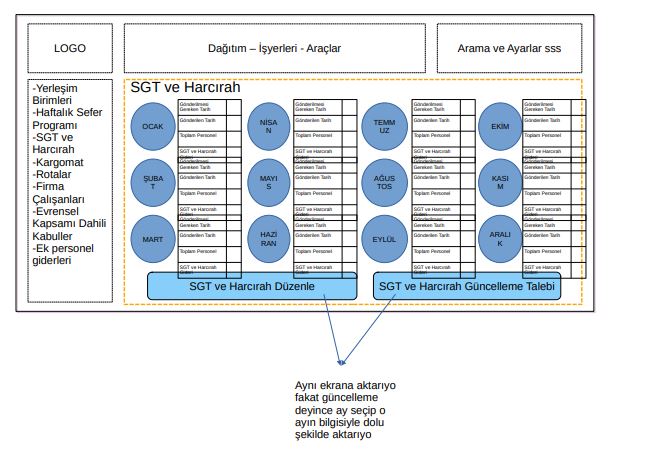 LOGO
Dağıtım – İşyerleri - Araçlar
Arama ve Ayarlar sss
-Yerleşim
Birimleri
-Haftalık Sefer
Programı
-SGT ve
Harcırah
-Kargomat
-Rotalar
-Firma
Çalışanları
-Evrensel
Kapsamı Dahili
Kabuller
-Ek personel
giderleri
SGT ve Harcırah
OCAK
Gönderilmesi
Gereken Tarih
Gönderilen Tarih
Toplam Personel
SGT ve Harcırah
Gideri
NİSA
N
Gönderilmesi
Gereken Tarih
Gönderilen Tarih
Toplam Personel
SGT ve Harcırah
Gideri
TEMM
UZ
Gönderilmesi
Gereken Tarih
Gönderilen Tarih
Toplam Personel
SGT ve Harcırah
Gideri
EKİM
Gönderilmesi
Gereken Tarih
Gönderilen Tarih
Toplam Personel
SGT ve Harcırah
Gideri
ŞUBA
T
Gönderilmesi
Gereken Tarih
Gönderilen Tarih
Toplam Personel
SGT ve Harcırah
Gideri
MAYI
S
Gönderilmesi
Gereken Tarih
Gönderilen Tarih
Toplam Personel
SGT ve Harcırah
Gideri
AĞUS
TOS
Gönderilmesi
Gereken Tarih
Gönderilen Tarih
Toplam Personel
SGT ve Harcırah
Gideri
KASI
M
Gönderilmesi
Gereken Tarih
Gönderilen Tarih
Toplam Personel
SGT ve Harcırah
Gideri
MART
Gönderilmesi
Gereken Tarih
Gönderilen Tarih
Toplam Personel
SGT ve Harcırah
Gideri
HAZİ
RAN
Gönderilmesi
Gereken Tarih
Gönderilen Tarih
Toplam Personel
SGT ve Harcırah
Gideri
EYLÜL
Gönderilmesi
Gereken Tarih
Gönderilen Tarih
Toplam Personel
SGT ve Harcırah
Gideri
ARALI
K
Gönderilmesi
Gereken Tarih
Gönderilen Tarih
Toplam Personel
SGT ve Harcırah
Gideri
SGT ve Harcırah Düzenle
SGT ve Harcırah Güncelleme Talebi
Aynı ekrana aktarıyo
fakat güncelleme
deyince ay seçip o
ayın bilgisiyle dolu
şekilde aktarıyo